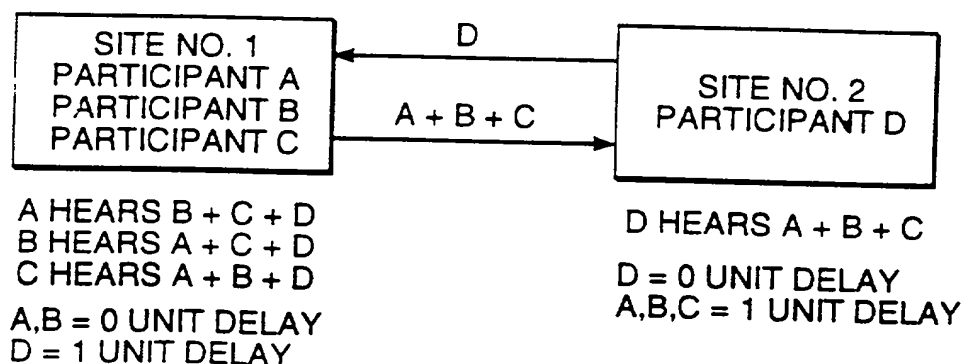 SITE NO. 1
PARTICIPANT A
PARTICIPANT B
PARTICIPANT C
D
A + B + C
SITE NO. 2
PARTICIPANT D
A HEARS B + C + D
B HEARS A + C + D
C HEARS A + B + D
A,B = 0 UNIT DELAY
D = 1 UNIT DELAY
D HEARS A + B + C
D = 0 UNIT DELAY
A,B,C = 1 UNIT DELAY